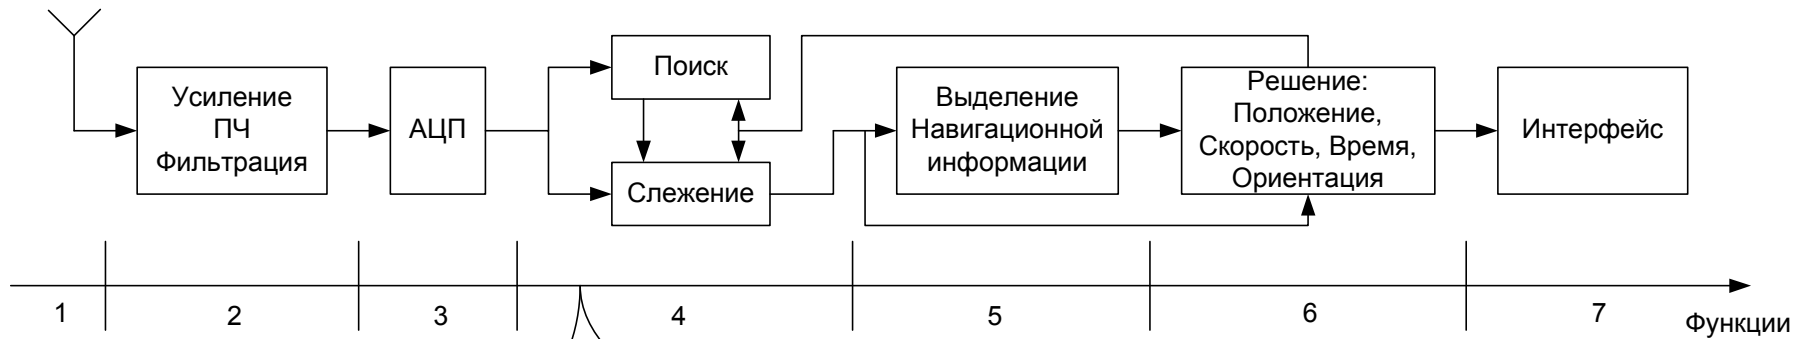 Усиление
ПЧ
Фильтрация
АЦП
Поиск
Слежение
Выделение
Навигационной
информации
Решение:
Положение,
Скорость, Время,
Ориентация
Интерфейс
1
2
3
4
5
6
7
Функции